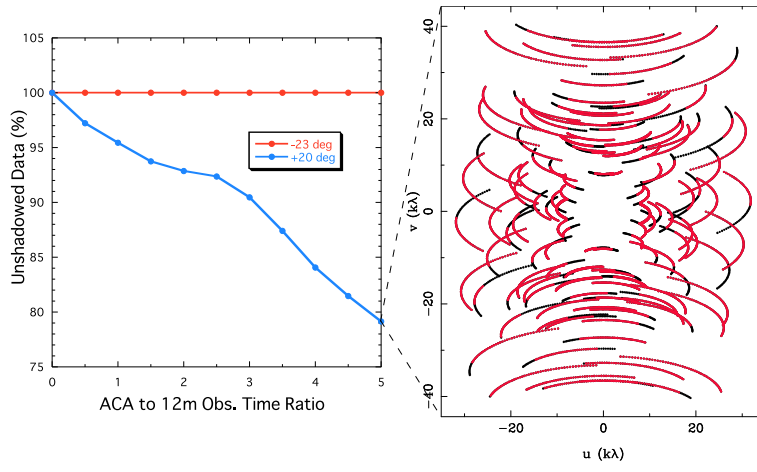 105
100
95
90
85
80
75
Unshadowed Data (%)
-23 deg
+20 deg
0 1 2 3 4 5
ACA to 12m Obs. Time Ratio
40
20
0
-20
-40
v (kλ)
-20 0 20
u (kλ)